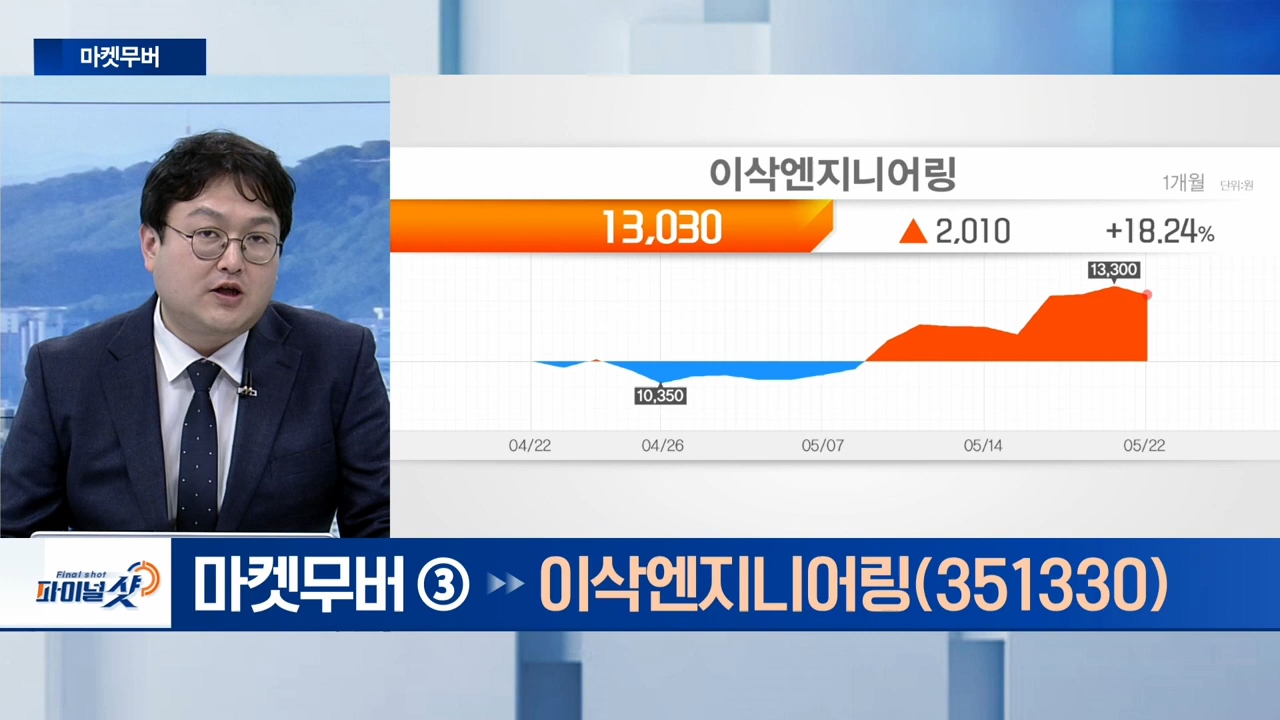 마켓무버
이삭엔지니어링
1개월 단위:원
13,030 ▲ 2,010 +18.24%
13,300
10,350
04/22 04/26 05/07 05/14 05/22
Final shot
파이널샷
마켓무버 ③ 이삭엔지니어링(351330)